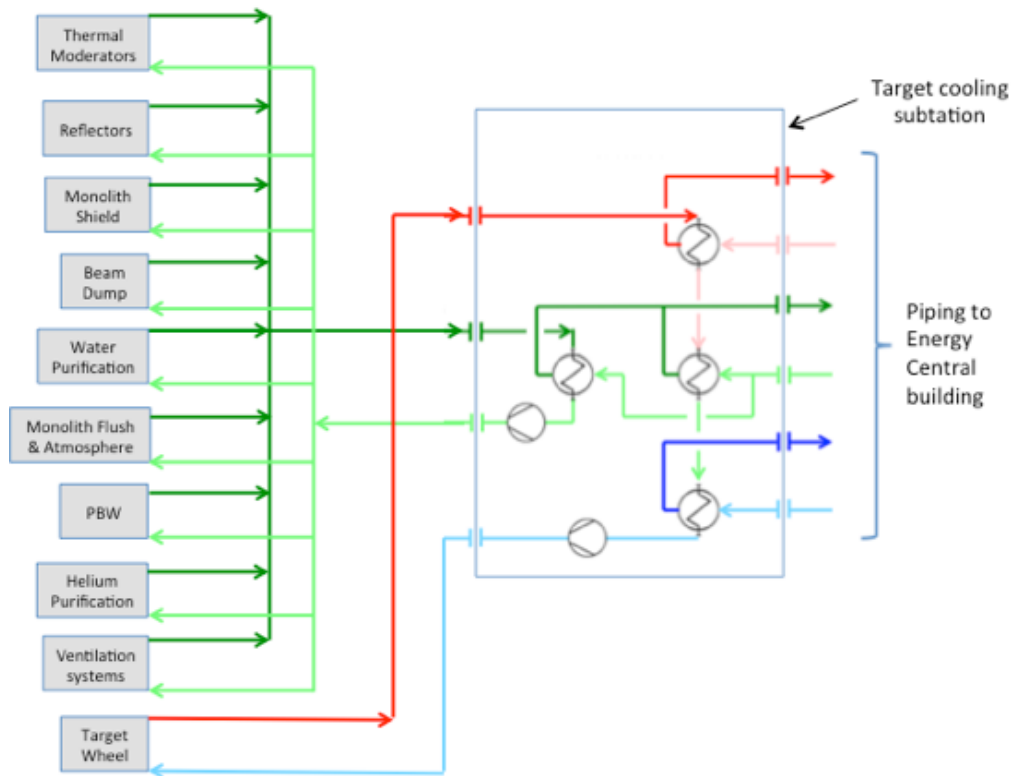 Thermal
Moderators
Reflectors
Monolith
Shield
Beam
Dump
Water
Purification
Monolith Flush
& Atmosphere
PBW
Helium
Purification
Ventilation
systems
Target
Wheel
Target cooling
subtation
Piping to
Energy
Central
building